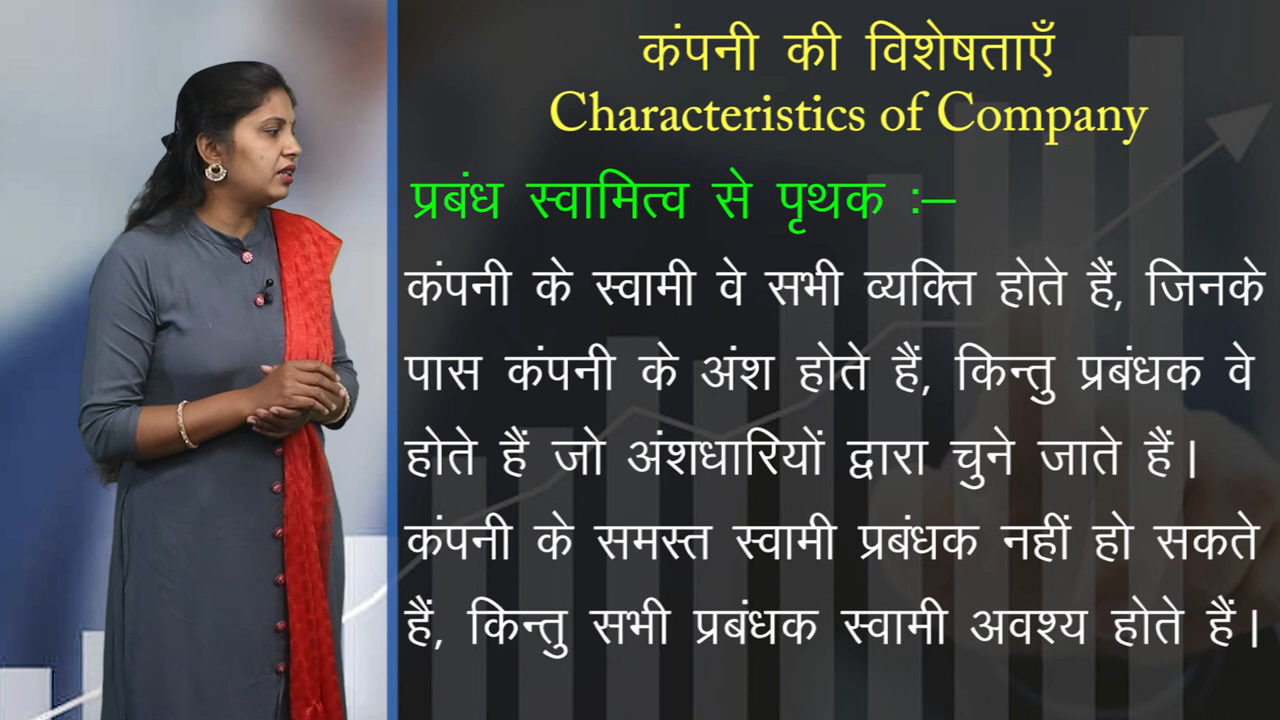 कंपनी की विशेषताएँ
Characteristics of Company
प्रबंध स्वामित्व से पृथक :–
कंपनी के स्वामी वे सभी व्यक्ति होते हैं, जिनके
पास कंपनी के अंश होते हैं, किन्तु प्रबंधक वे
होते हैं जो अंशधारियों द्वारा चुने जाते हैं।
कंपनी के समस्त स्वामी प्रबंधक नहीं हो सकते
हैं, किन्तु सभी प्रबंधक स्वामी अवश्य होते हैं।